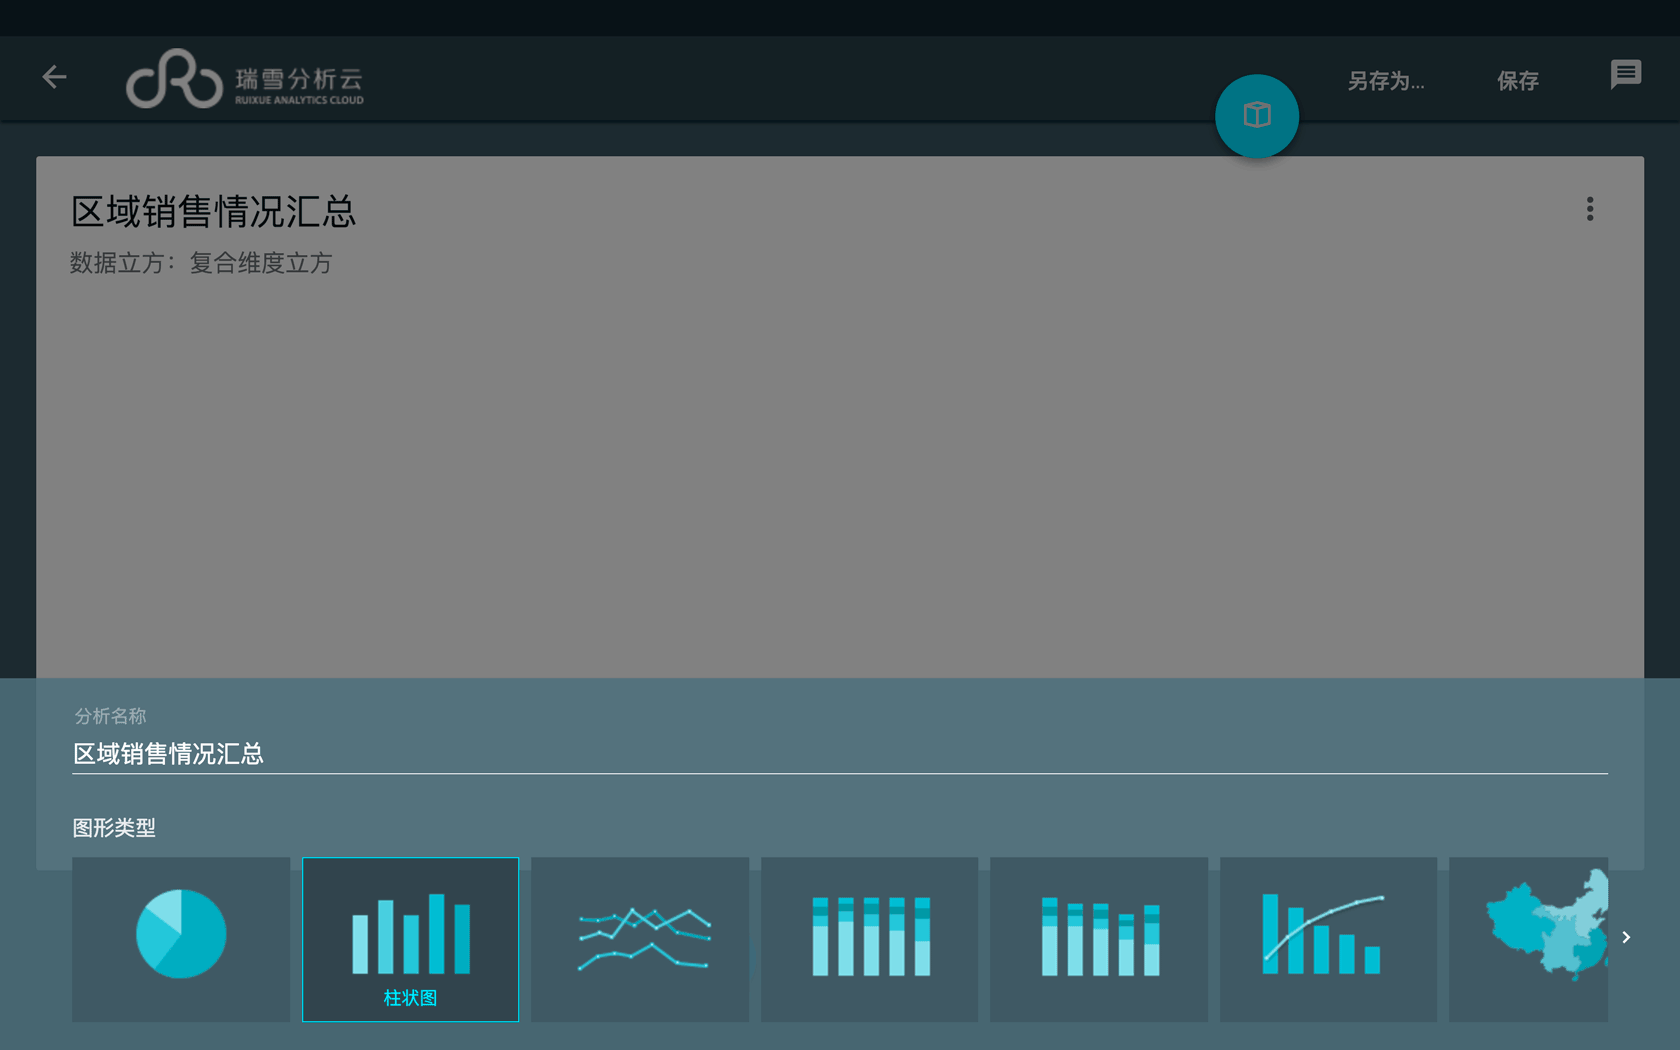 瑞雪分析云
RUIXUE ANALYTICS CLOUD
另存为...
保存
区域销售情况汇总
数据立方：复合维度立方
分析名称
区域销售情况汇总
图形类型
柱状图